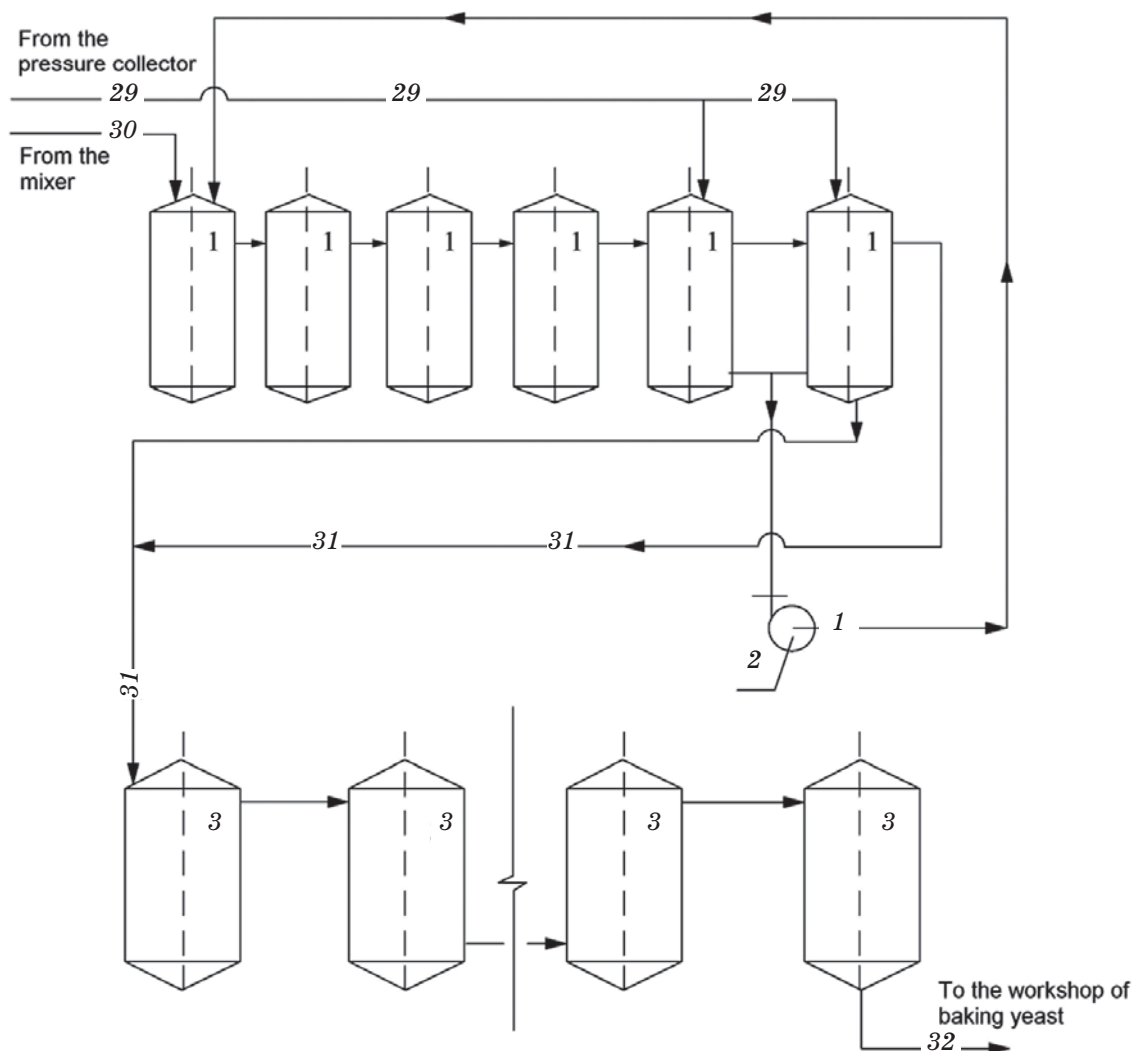 From the
pressure collector
29 29 29
30
From the
mixer
1 1 1 1 1 1
31 31
1
2
31
3 3 3 3
To the workshop of
baking yeast
32